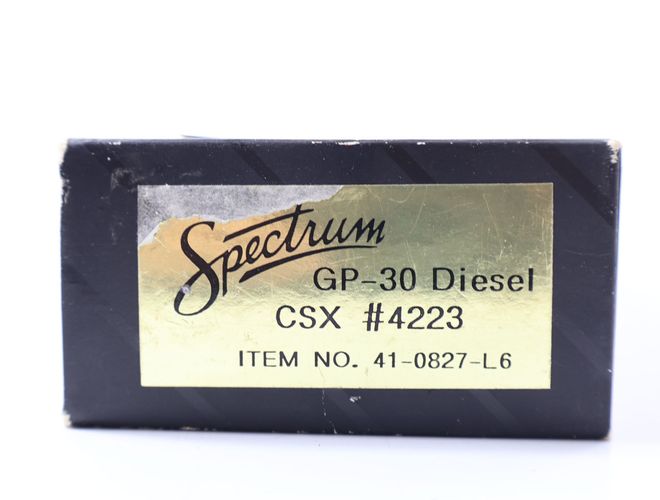 Spectrum
GP-30 Diesel
CSX #4223
ITEM NO. 41-0827-L6